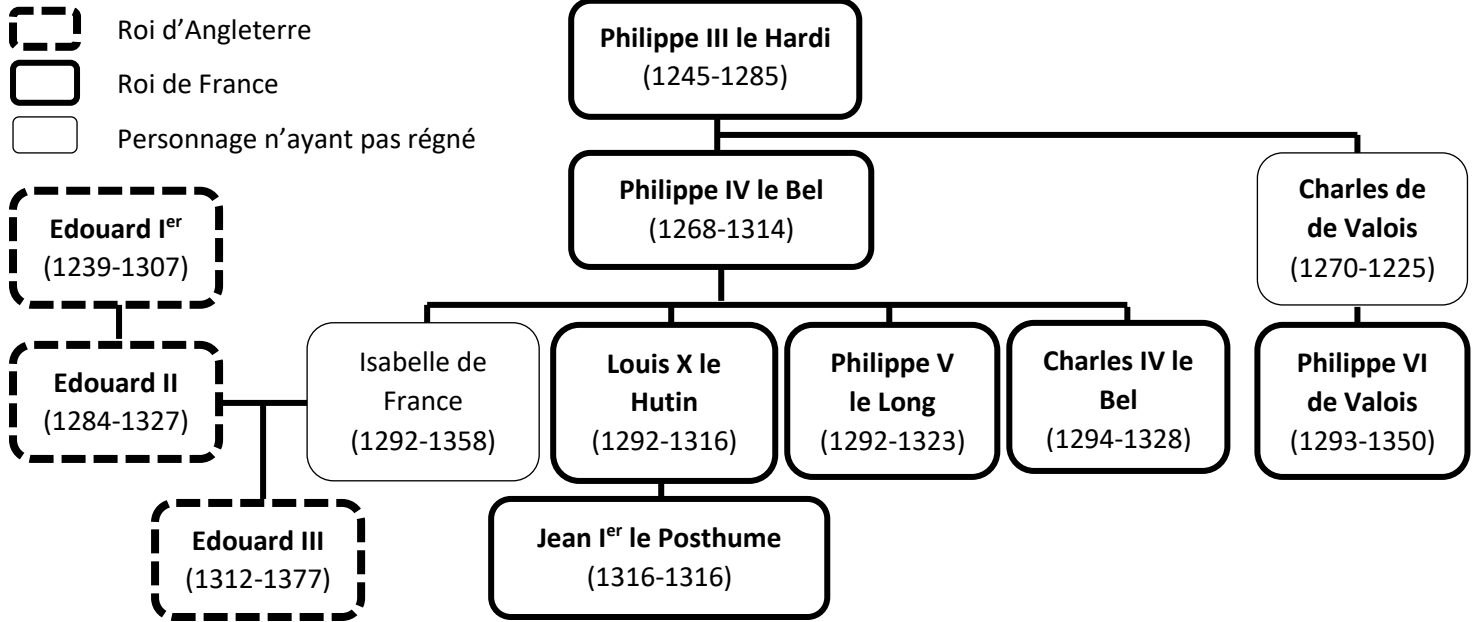 Roi d’Angleterre
Roi de France
Personnage n’ayant pas régné
Philippe III le Hardi
(1245-1285)
Philippe IV le Bel
(1268-1314)
Charles de
de Valois
(1270-1225)
Edouard Ier
(1239-1307)
Edouard II
(1284-1327)
Isabelle de
France
(1292-1358)
Louis X le
Hutin
(1292-1316)
Philippe V
le Long
(1292-1323)
Charles IV le
Bel
(1294-1328)
Philippe VI
de Valois
(1293-1350)
Edouard III
(1312-1377)
Jean Ier le Posthume
(1316-1316)